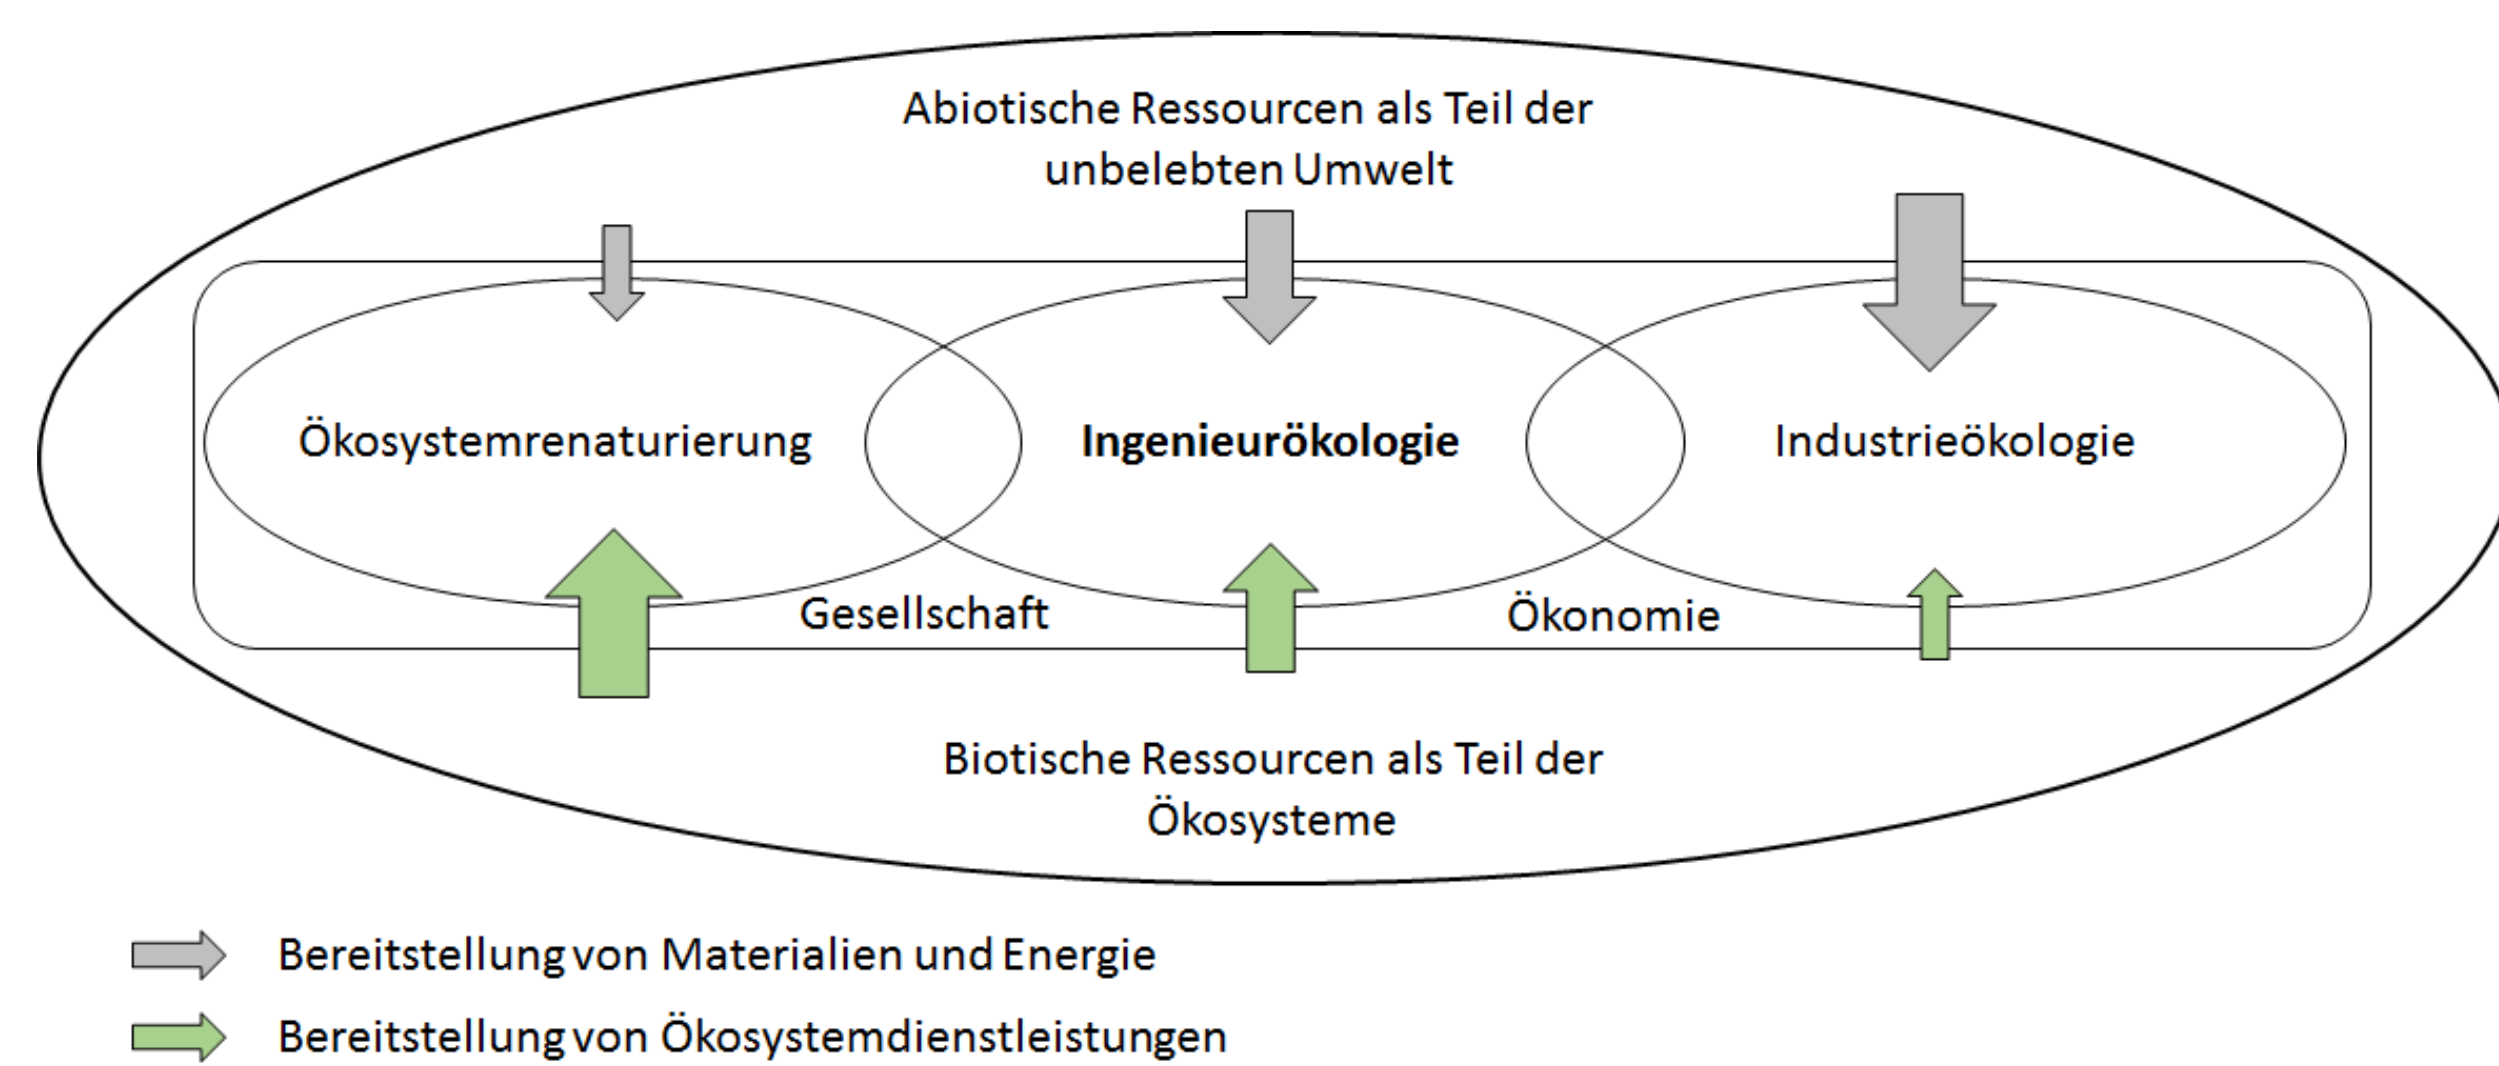 Abiotische Ressourcen als Teil der
unbelebten Umwelt
Ökosystemrenaturierung
Ingenieurökologie
Industrieökologie
Gesellschaft
Ökonomie
Biotische Ressourcen als Teil der
Ökosysteme
Bereitstellung von Materialien und Energie
Bereitstellung von Ökosystemdienstleistungen